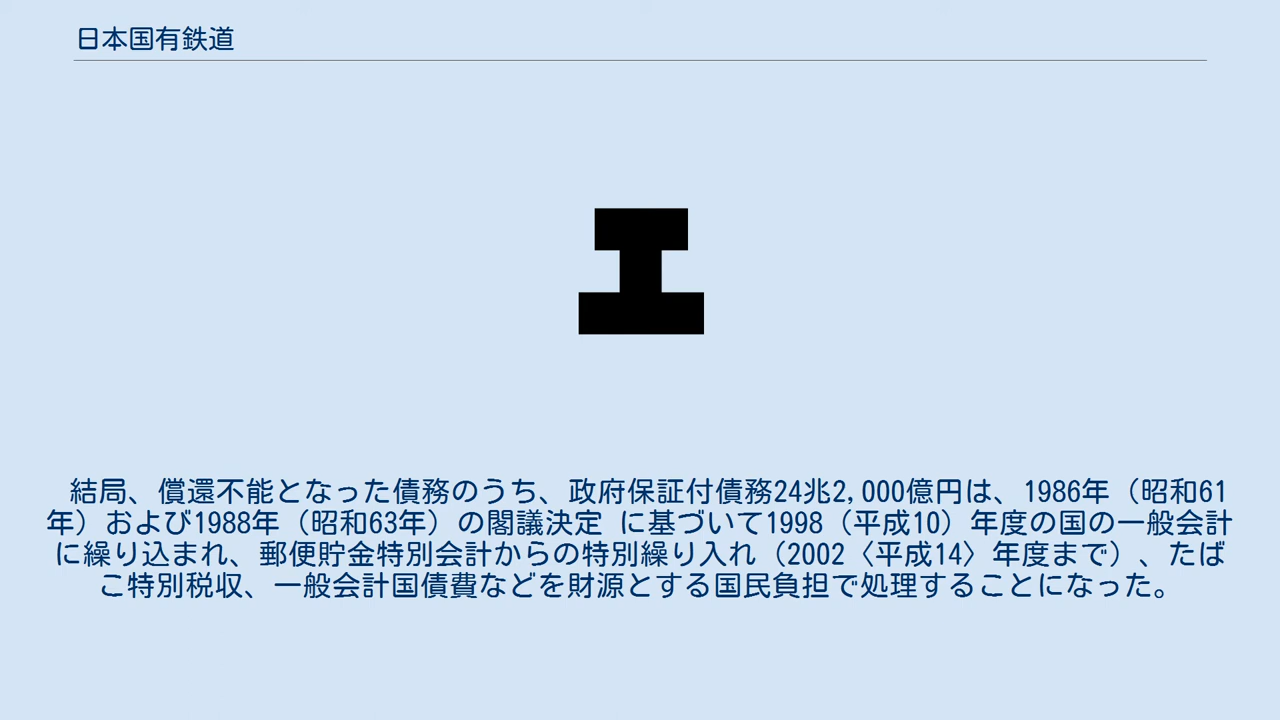 日本国有鉄道
結局、償還不能となった債務のうち、政府保証付債務24兆2,000億円は、1986年（昭和61
年）および1988年（昭和63年）の閣議決定 に基づいて1998（平成10）年度の国の一般会計
に繰り込まれ、郵便貯金特別会計からの特別繰り入れ（2002〈平成14〉年度まで）、たば
こ特別税収、一般会計国債費などを財源とする国民負担で処理することになった。